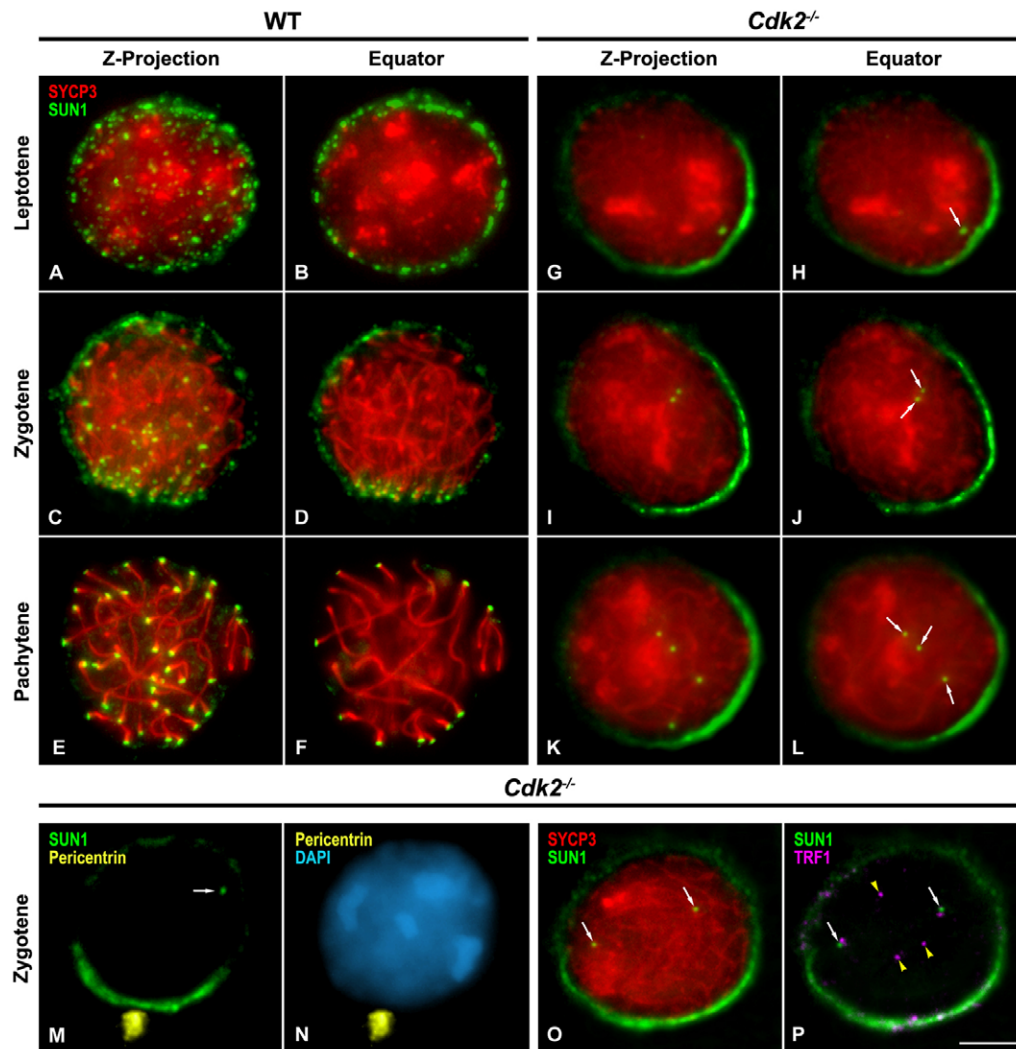 WT
Cdk2-/-
Z-Projection
Equator
Z-Projection
Equator
Leptotene
SYCP3
SUN1
A
B
G
H
Zygotene
C
D
I
J
Pachytene
E
F
K
L
Cdk2-/-
Zygotene
SUN1
Pericentrin
M
Pericentrin
DAPI
N
SYCP3
SUN1
O
SUN1
TRF1
P